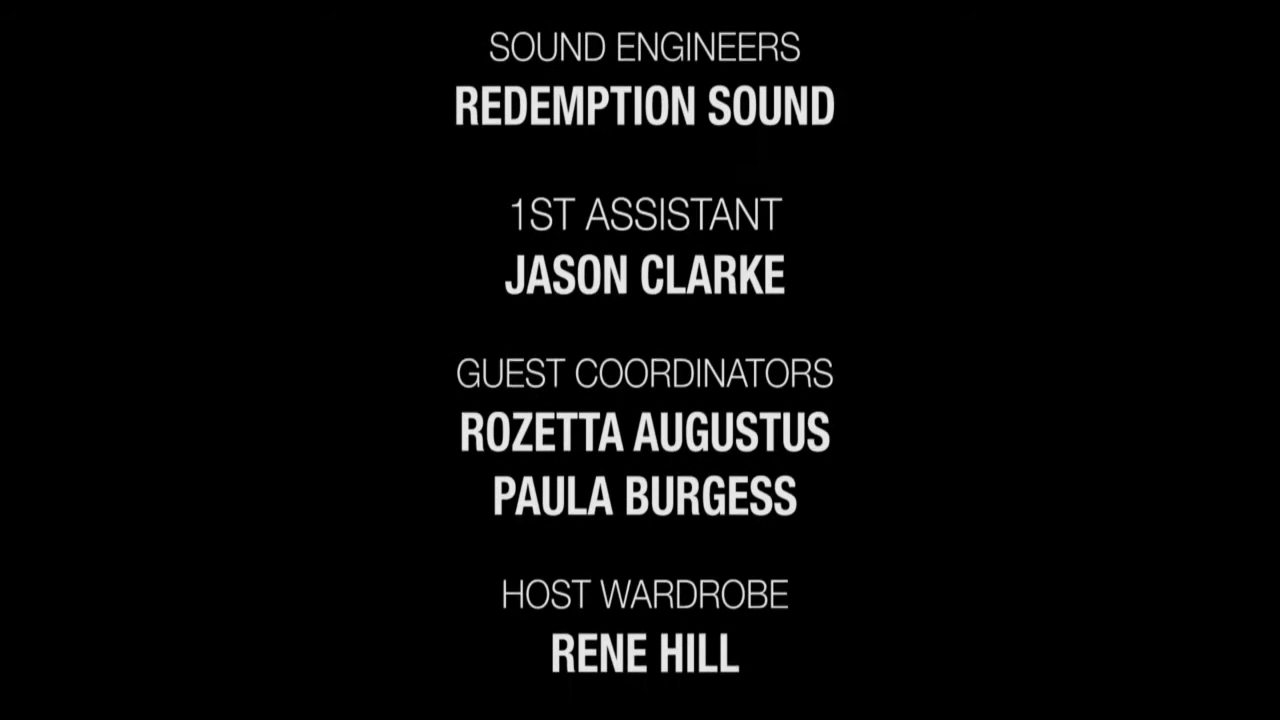 SOUND ENGINEERS
REDEMPTION SOUND
1ST ASSISTANT
JASON CLARKE
GUEST COORDINATORS
ROZETTA AUGUSTUS
PAULA BURGESS
HOST WARDROBE
RENE HILL